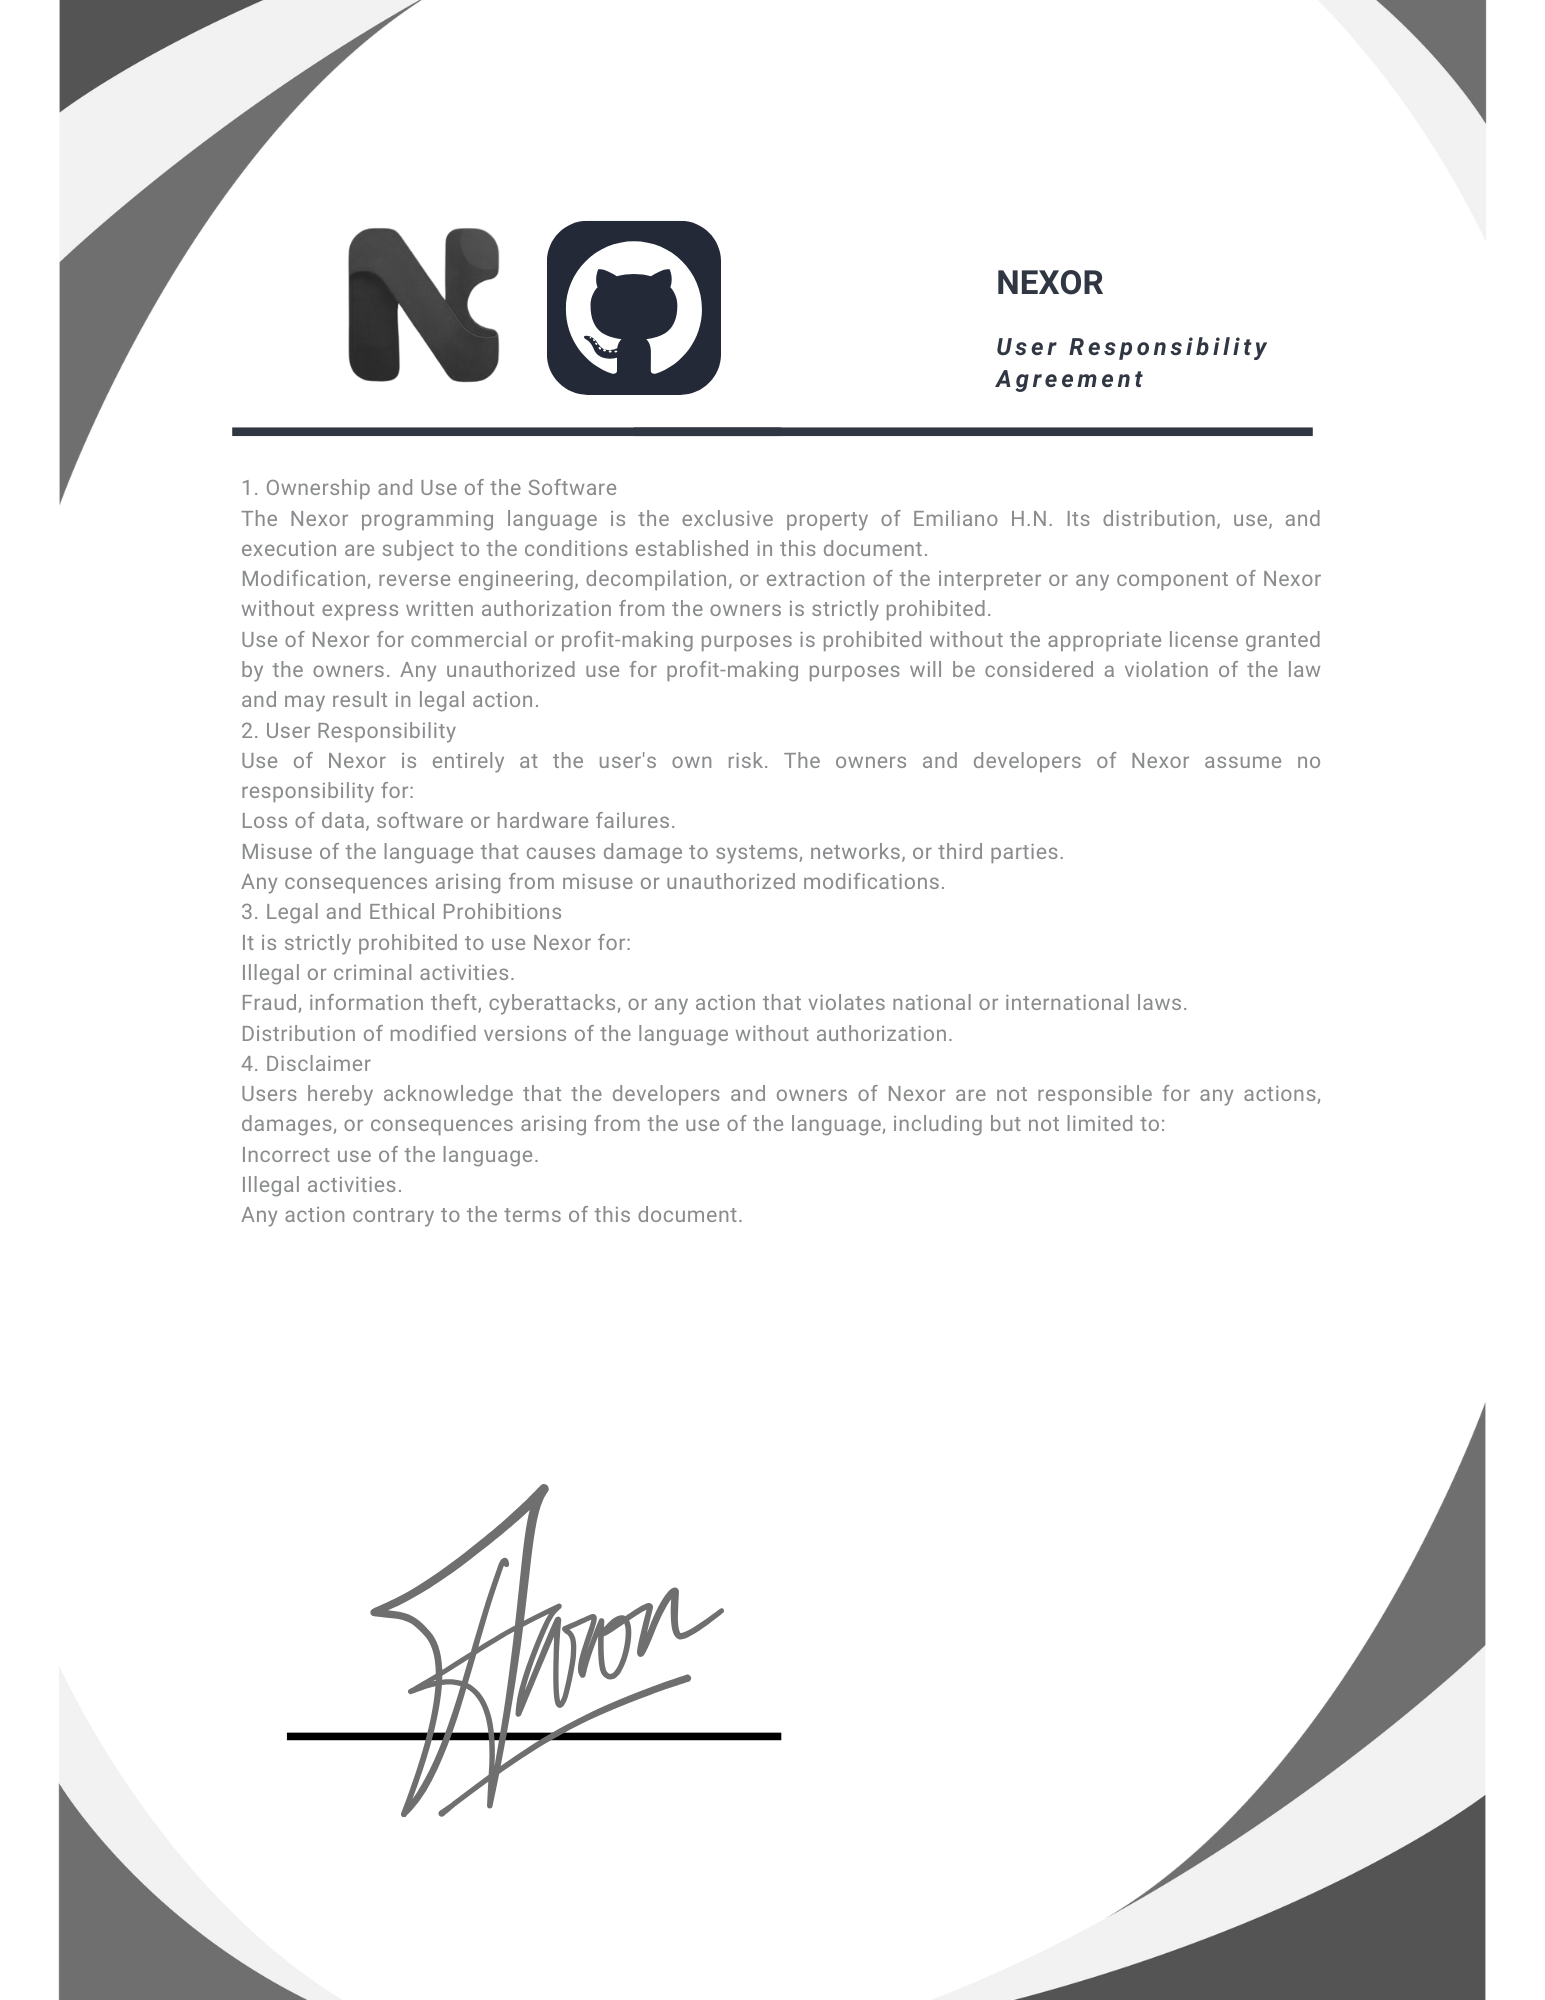 N
NEXOR
User Responsibility
Agreement
1. Ownership and Use of the Software
The Nexor programming language is the exclusive property of Emiliano H.N. Its distribution, use, and
execution are subject to the conditions established in this document.
Modification, reverse engineering, decompilation, or extraction of the interpreter or any component of Nexor
without express written authorization from the owners is strictly prohibited.
Use of Nexor for commercial or profit-making purposes is prohibited without the appropriate license granted
by the owners. Any unauthorized use for profit-making purposes will be considered a violation of the law
and may result in legal action.
2. User Responsibility
Use of Nexor is entirely at the user's own risk. The owners and developers of Nexor assume no
responsibility for:
Loss of data, software or hardware failures.
Misuse of the language that causes damage to systems, networks, or third parties.
Any consequences arising from misuse or unauthorized modifications.
3. Legal and Ethical Prohibitions
It is strictly prohibited to use Nexor for:
Illegal or criminal activities.
Fraud, information theft, cyberattacks, or any action that violates national or international laws.
Distribution of modified versions of the language without authorization.
4. Disclaimer
Users hereby acknowledge that the developers and owners of Nexor are not responsible for any actions,
damages, or consequences arising from the use of the language, including but not limited to:
Incorrect use of the language.
Illegal activities.
Any action contrary to the terms of this document.